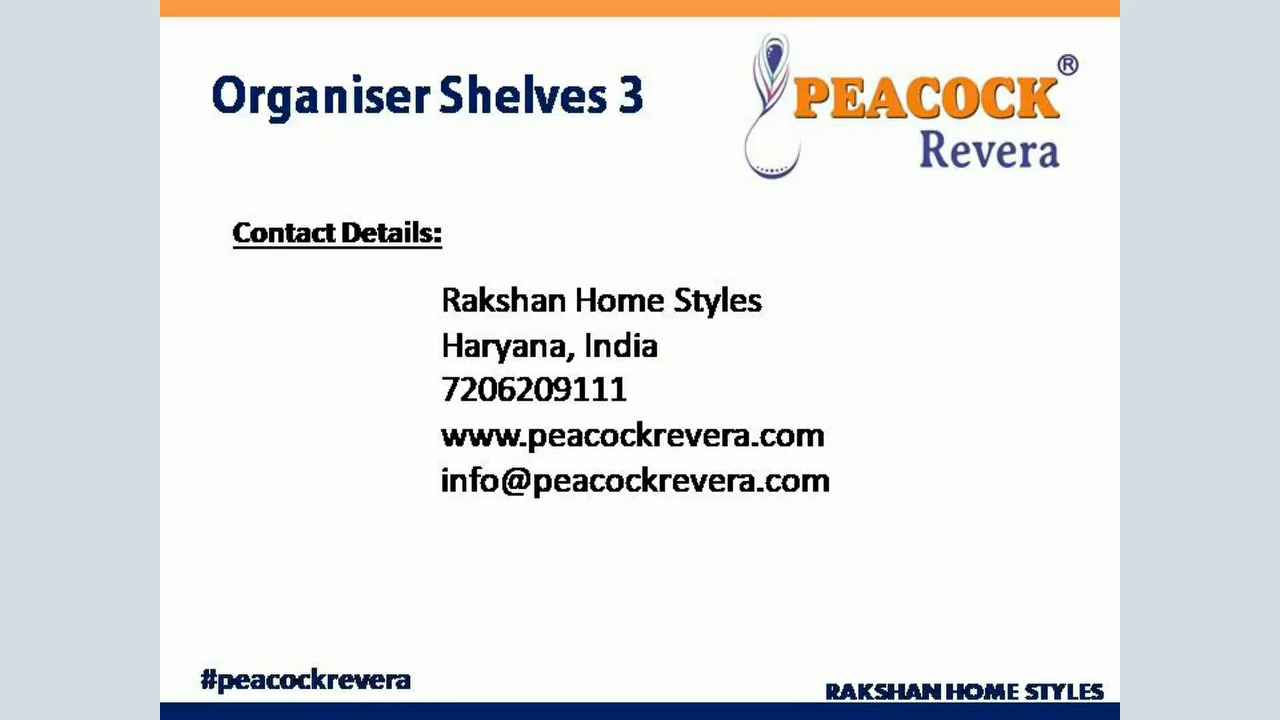 Organiser Shelves 3
PEACOCK®
Revera
Contact Details:
Rakshan Home Styles
Haryana, India
7206209111
www.peacockrevera.com
info@peacockrevera.com
#peacockrevera
RAKSHAN HOME STYLES